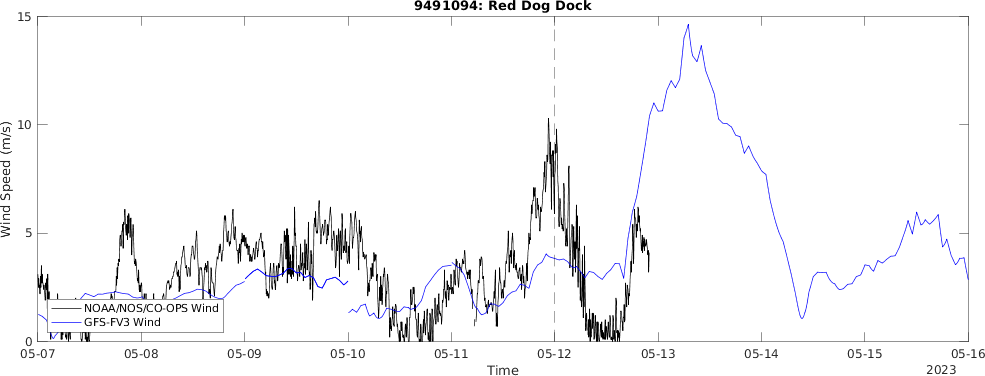 9491094: Red Dog Dock
15
10
5
0
Wind Speed (m/s)
NOAA/NOS/CO-OPS Wind
GFS-FV3 Wind
05-07 05-08 05-09 05-10 05-11 05-12 05-13 05-14 05-15 05-16
Time
2023